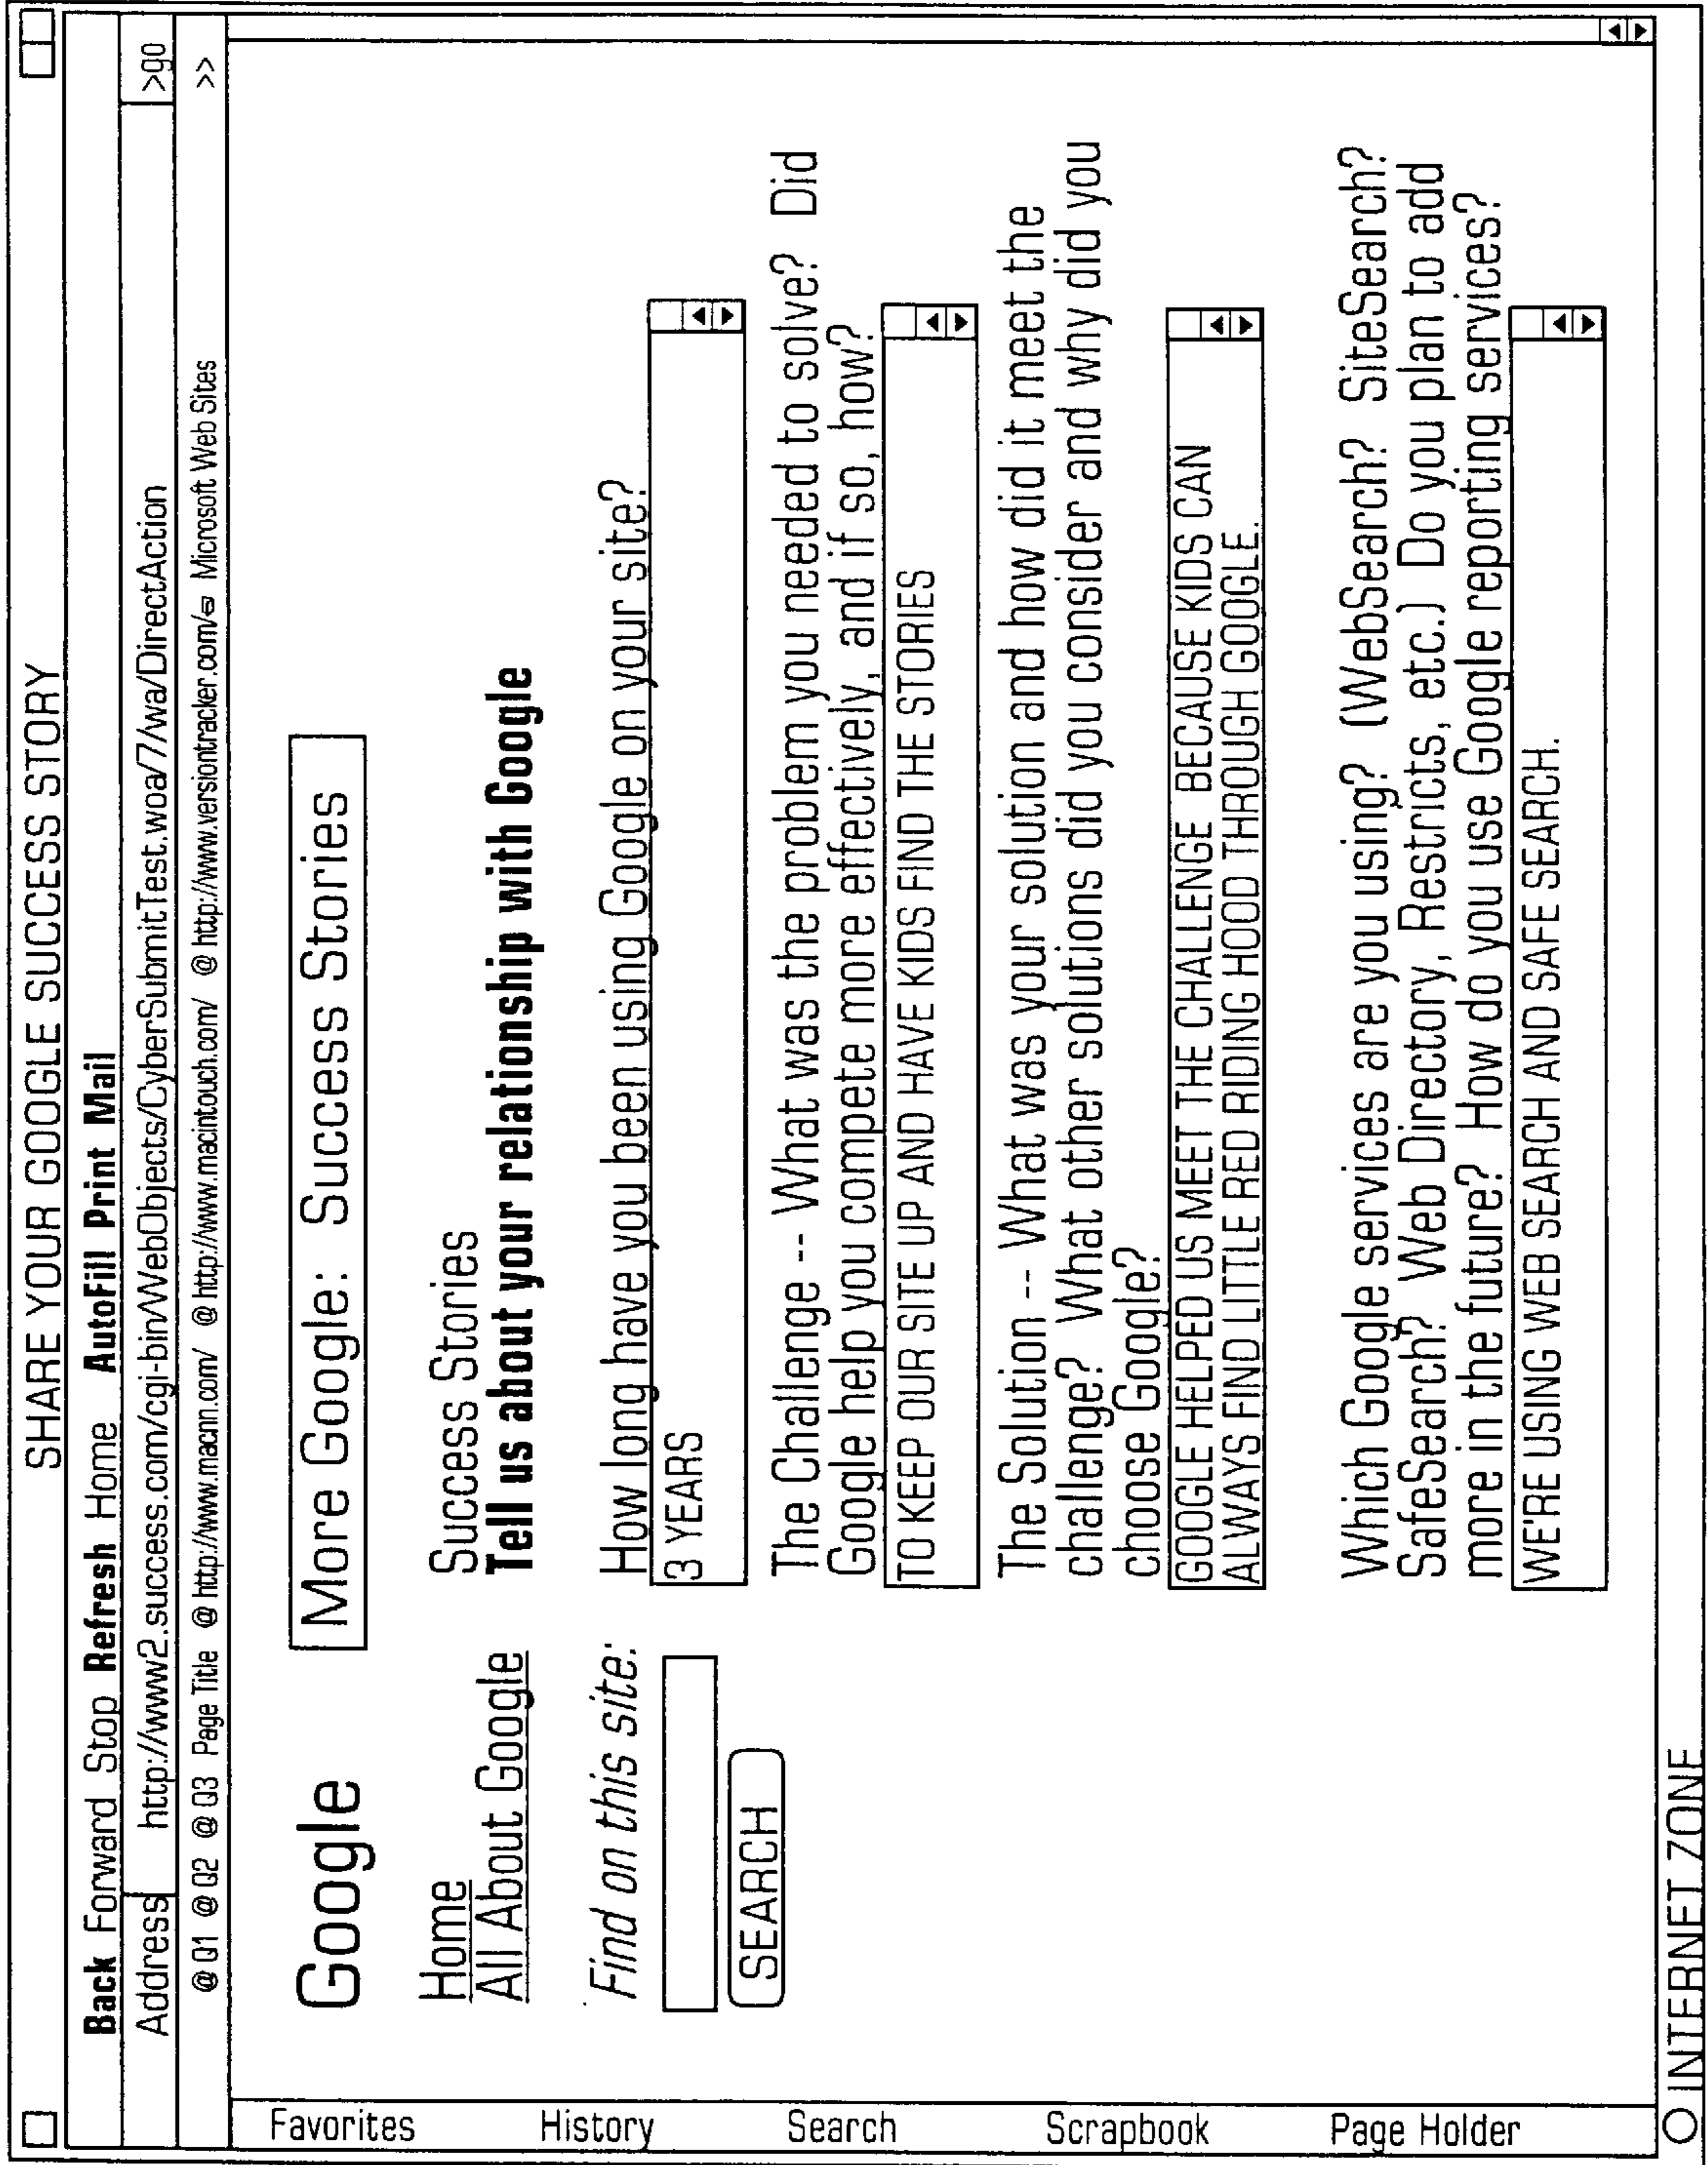 SHARE YOUR GOOGLE SUCCESS STORY
Back Forward Stop Refresh Home AutoFill Print Mail
Address http://ww2.success.com/cgi-bin/WebObjects/CyberSubmitTest.woa/7/wa/DirectAction >go
@ Q1 @ Q2 @ Q3 Page Title @ http://www.macnn.com/ @ http://www.macintouch.com/ @ http://www.versiontracker.com/ Microsoft Web Sites >>
Favorites
History
Search
Scrapbook
Page Holder
Google
Home
All About Google
Find on this site:
SEARCH
More Google: Success Stories
Success Stories
Tell us about your relationship with Google
How long have you been using Google on your site?
3 YEARS
The Challenge -- What was the problem you needed to solve? Did
Google help you compete more effectively, and if so, how?
TO KEEP OUR SITE UP AND HAVE KIDS FIND THE STORIES
The Solution -- What was your solution and how did it meet the
challenge? What other solutions did you consider and why did you
choose Google?
GOOGLE HELPED US MEET THE CHALLENGE BECAUSE KIDS CAN
ALWAYS FIND LITTLE RED RIDING HOOD THROUGH GOOGLE.
Which Google services are you using? (WebSearch? SiteSearch?
SafeSearch? Web Directory, Restricts, etc.) Do you plan to add
more in the future? How do you use Google reporting services?
WE'RE USING WEB SEARCH AND SAFE SEARCH.
INTERNET ZONE